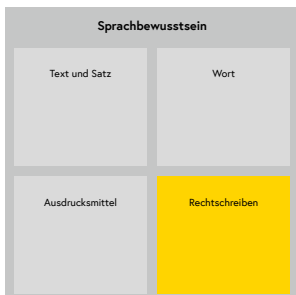 Sprachbewusstsein
Text und Satz
Wort
Ausdrucksmittel
Rechtschreiben